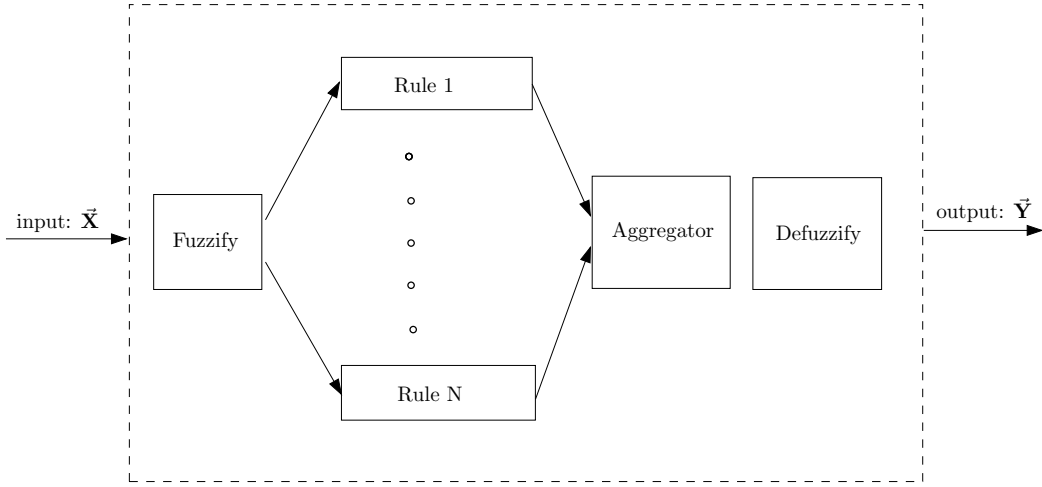 Rule 1
input: X⃗
Fuzzify
Aggregator
Defuzzify
output: Y⃗
Rule N